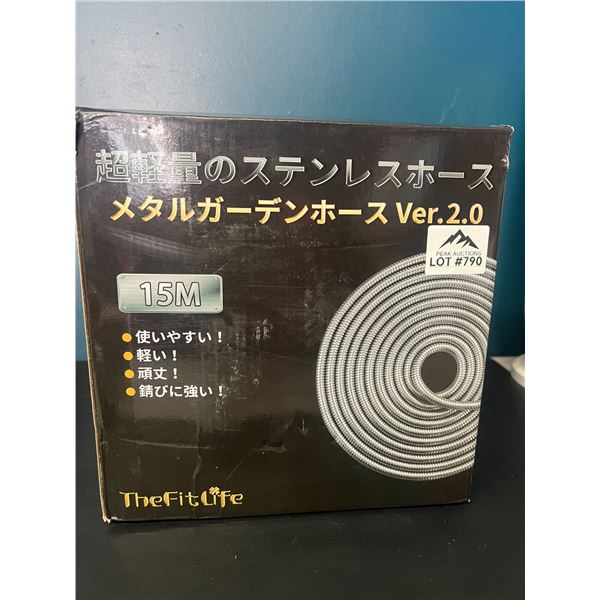 超軽量のステンレスホース
メタルガーデンホース Ver.2.0
PEAK AUCTIONS
LOT #790
15M
使いやすい！
軽い！
頑丈！
錆びに強い！
TheFitLife